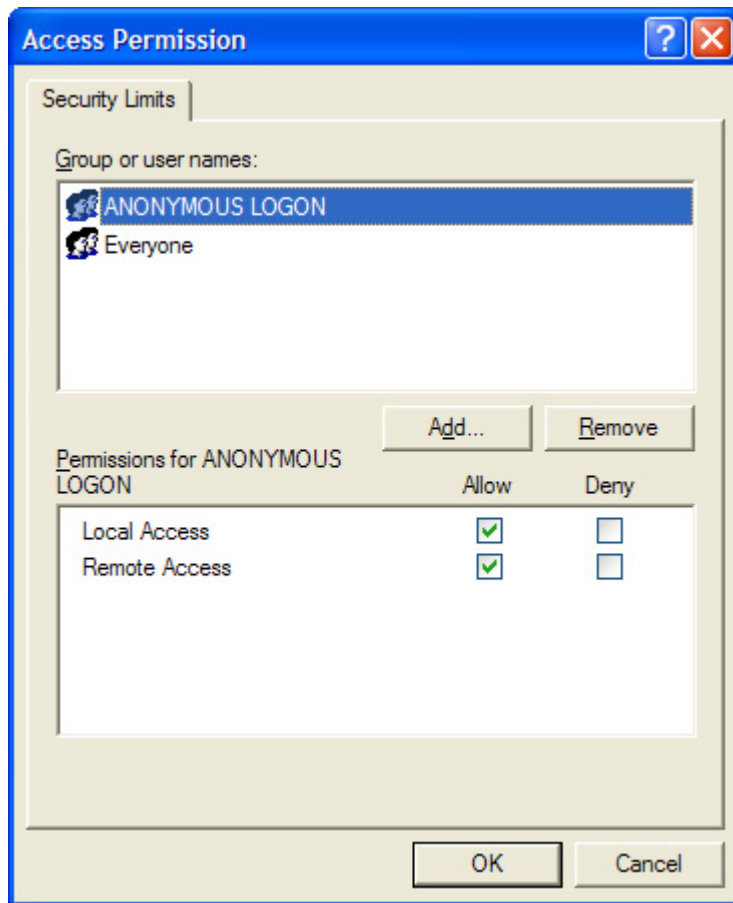 Access Permission
Security Limits
Group or user names:
ANONYMOUS LOGON
Everyone
Add...
Remove
Permissions for ANONYMOUS
LOGON
Allow
Deny
Local Access
Remote Access
OK
Cancel